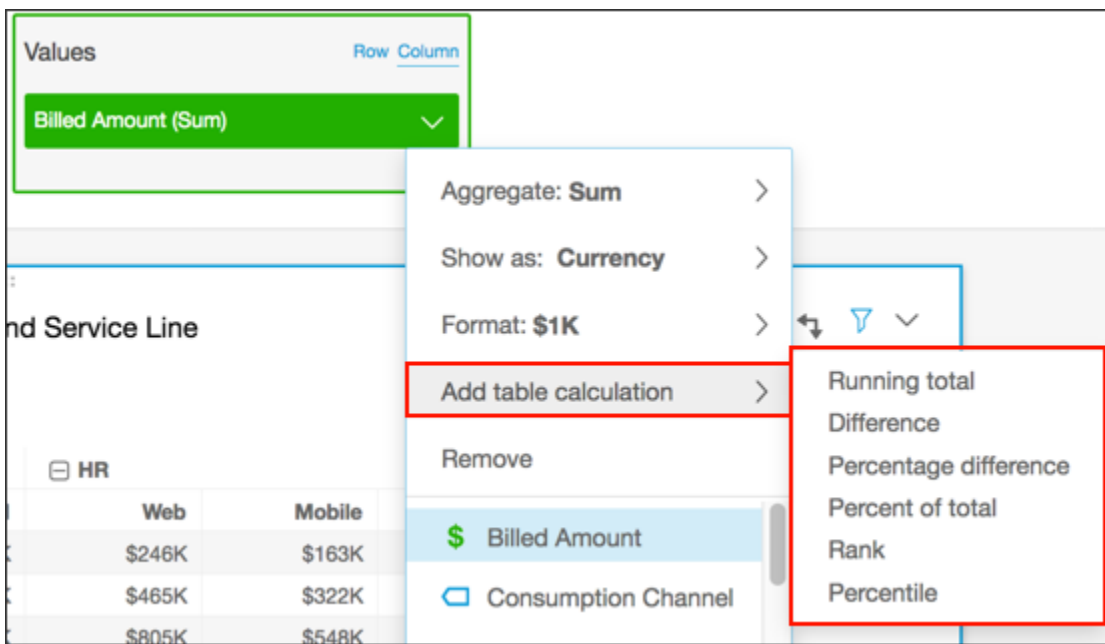 Values
Row Column
Billed Amount (Sum)
Aggregate: Sum
Show as: Currency
Format: $1K
Add table calculation
Remove
$ Billed Amount
Consumption Channel
Running total
Difference
Percentage difference
Percent of total
Rank
Percentile
nd Service Line
HR
Web Mobile
$246K $163K
$465K $322K
$805K $548K